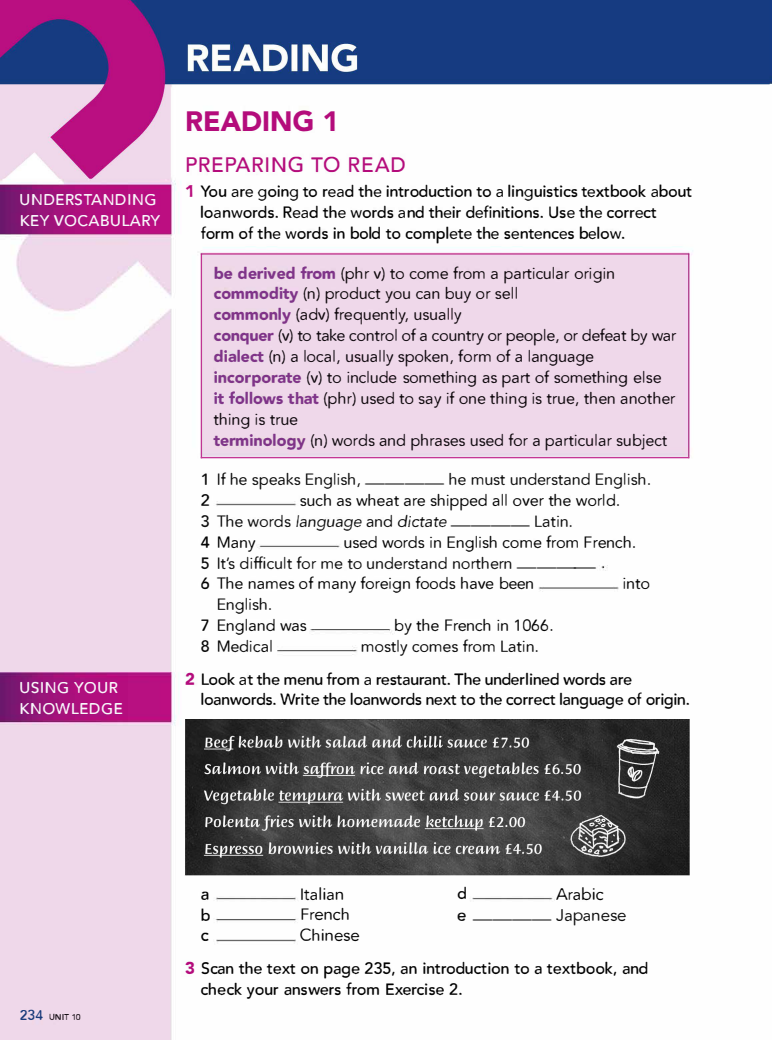 READING
READING 1
PREPARING TO READ
UNDERSTANDING
KEY VOCABULARY
1 You are going to read the introduction to a linguistics textbook about
loanwords. Read the words and their definitions. Use the correct
form of the words in bold to complete the sentences below.
be derived from (phr v) to come from a particular origin
commodity (n) product you can buy or sell
commonly (adv) frequently, usually
conquer (v) to take control of a country or people, or defeat by war
dialect (n) a local, usually spoken, form of a language
incorporate (v) to include something as part of something else
it follows that (phr) used to say if one thing is true, then another
thing is true
terminology (n) words and phrases used for a particular subject
1 If he speaks English, _________ he must understand English.
2 _________ such as wheat are shipped all over the world.
3 The words language and dictate _________ Latin.
4 Many _________ used words in English come from French.
5 It's difficult for me to understand northern _________ .
6 The names of many foreign foods have been _________ into
English.
7 England was _________ by the French in 1066.
8 Medical _________ mostly comes from Latin.
USING YOUR
KNOWLEDGE
2 Look at the menu from a restaurant. The underlined words are
loanwords. Write the loanwords next to the correct language of origin.
Beef kebab with salad and chilli sauce £7.50
Salmon with saffron rice and roast vegetables £6.50
Vegetable tempura with sweet and sour sauce £4.50
Polenta fries with homemade ketchup £2.00
Espresso brownies with vanilla ice cream £4.50
a _________ Italian
b _________ French
c _________ Chinese
d _________ Arabic
e _________ Japanese
3 Scan the text on page 235, an introduction to a textbook, and
check your answers from Exercise 2.
234 UNIT 10